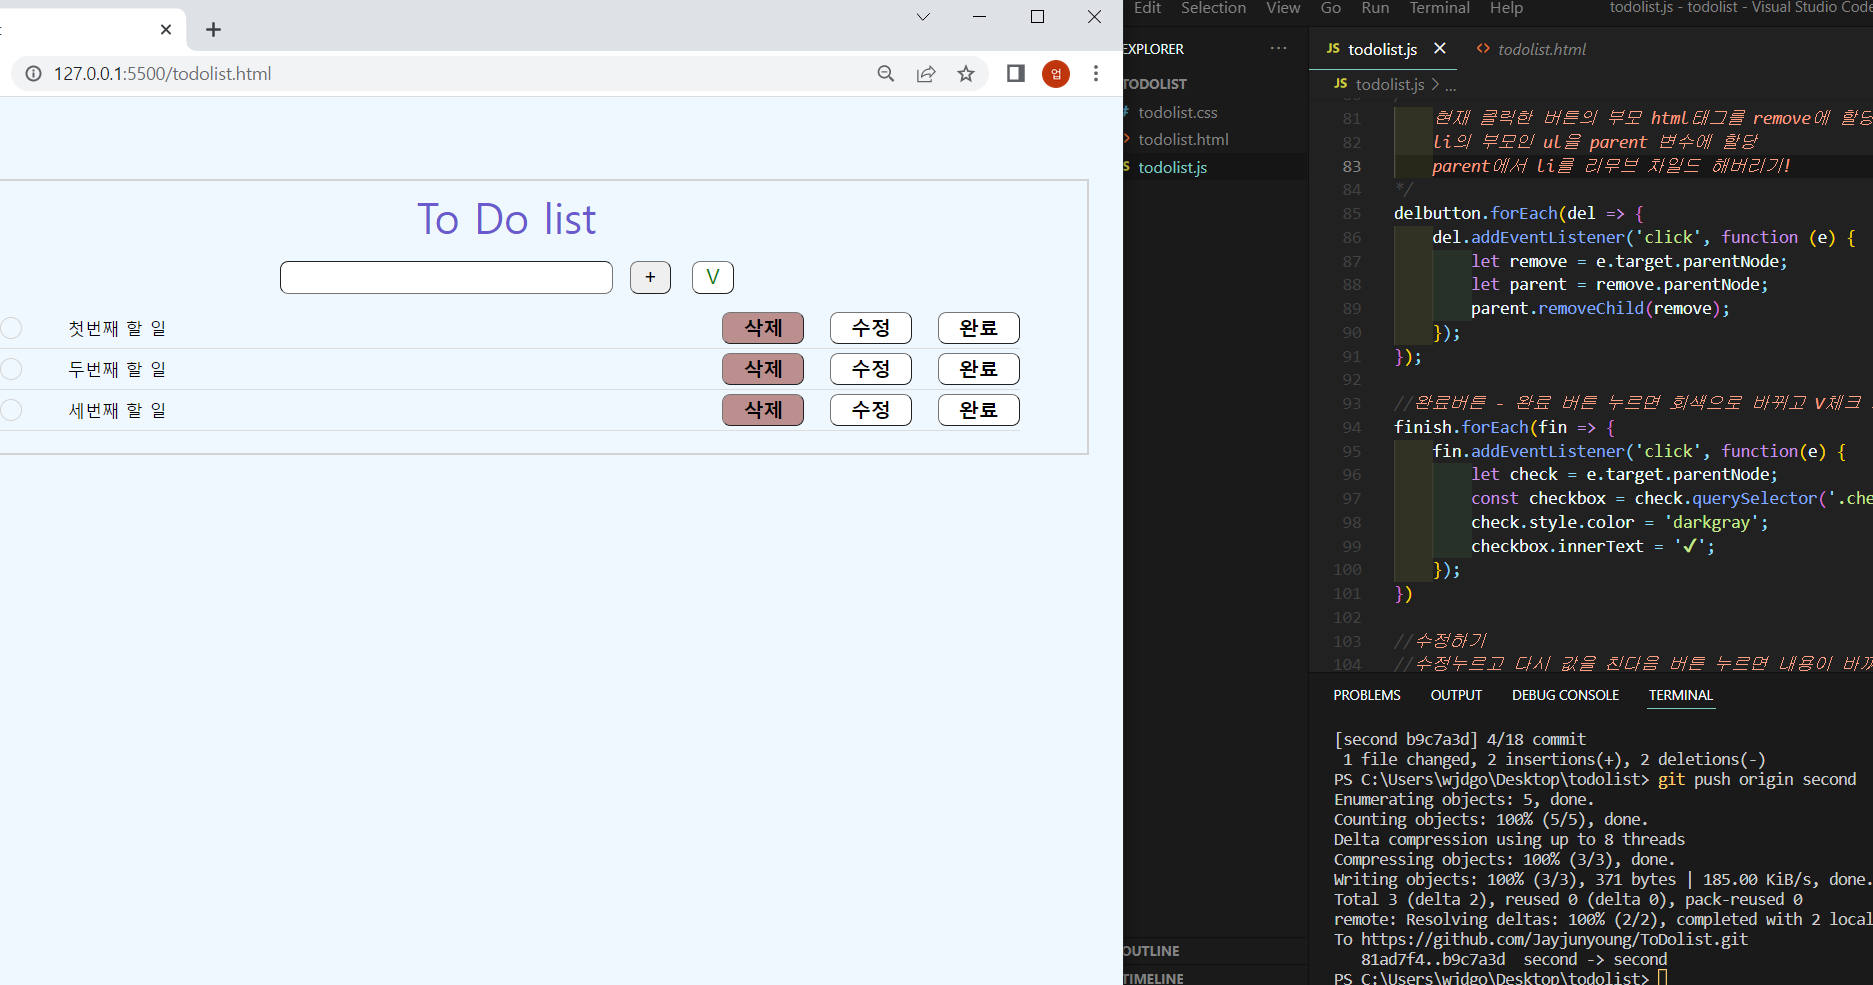 127.0.0.1:5500/todolist.html
업
To Do list
+
V
첫번째 할 일
삭제
수정
완료
두번째 할 일
삭제
수정
완료
세번째 할 일
삭제
수정
완료
Edit Selection View Go Run Terminal Help
todolist.js - todolist - Visual Studio Code
EXPLORER
...
TODOLIST
# todolist.css
todolist.html
todolist.js
OUTLINE
TIMELINE
JS todolist.js
<> todolist.html
JS todolist.js > ...
81 현재 클릭한 버튼의 부모 html태그를 remove에 할당
82 li의 부모인 ul을 parent 변수에 할당
83 parent에서 li를 리무브 차일드 해버리기!
84 */
85 delbutton.forEach(del => {
86 del.addEventListener('click', function (e) {
87 let remove = e.target.parentNode;
88 let parent = remove.parentNode;
89 parent.removeChild(remove);
90 });
91 });
92
93 //완료버튼 - 완료 버튼 누르면 회색으로 바뀌고 V체크
94 finish.forEach(fin => {
95 fin.addEventListener('click', function(e) {
96 let check = e.target.parentNode;
97 const checkbox = check.querySelector('.che
98 check.style.color = 'darkgray';
99 checkbox.innerText = '✔';
100 });
101 })
102
103 //수정하기
104 //수정누르고 다시 값을 친다음 버튼 누르면 내용이 바꺼
PROBLEMS OUTPUT DEBUG CONSOLE TERMINAL
[second b9c7a3d] 4/18 commit
1 file changed, 2 insertions(+), 2 deletions(-)
PS C:\Users\wjdgo\Desktop\todolist> git push origin second
Enumerating objects: 5, done.
Counting objects: 100% (5/5), done.
Delta compression using up to 8 threads
Compressing objects: 100% (3/3), done.
Writing objects: 100% (3/3), 371 bytes | 185.00 KiB/s, done.
Total 3 (delta 2), reused 0 (delta 0), pack-reused 0
remote: Resolving deltas: 100% (2/2), completed with 2 local
To https://github.com/Jayjunyoung/ToDolist.git
81ad7f4..b9c7a3d second -> second
PS C:\Users\wjdgo\Desktop\todolist>